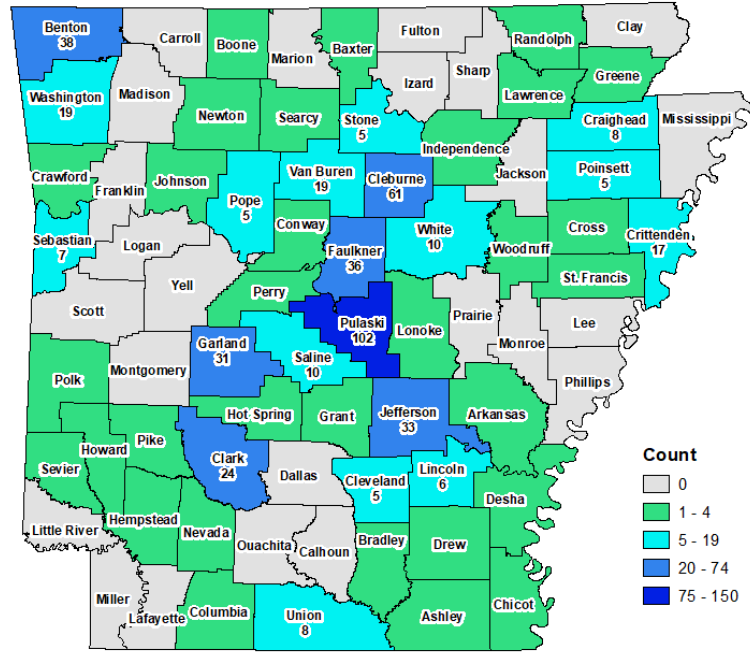 Benton
38
Carroll
Boone
Marion
Baxter
Fulton
Randolph
Clay
Izard
Sharp
Greene
Lawrence
Washington
19
Madison
Newton
Searcy
Stone
5
Craighead
8
Mississippi
Independence
Jackson
Poinsett
5
Crawford
Franklin
Johnson
Pope
5
Van Buren
19
Cleburne
61
Sebastian
7
Logan
Conway
Faulkner
36
White
10
Woodruff
Cross
Crittenden
17
St. Francis
Yell
Scott
Perry
Pulaski
102
Lonoke
Prairie
Monroe
Lee
Garland
31
Saline
10
Montgomery
Polk
Phillips
Hot Spring
Grant
Jefferson
33
Arkansas
Pike
Howard
Sevier
Clark
24
Dallas
Cleveland
5
Lincoln
6
Desha
Little River
Hempstead
Nevada
Ouachita
Calhoun
Bradley
Drew
Miller
Lafayette
Columbia
Union
8
Ashley
Chicot
Count
0
1 - 4
5 - 19
20 - 74
75 - 150